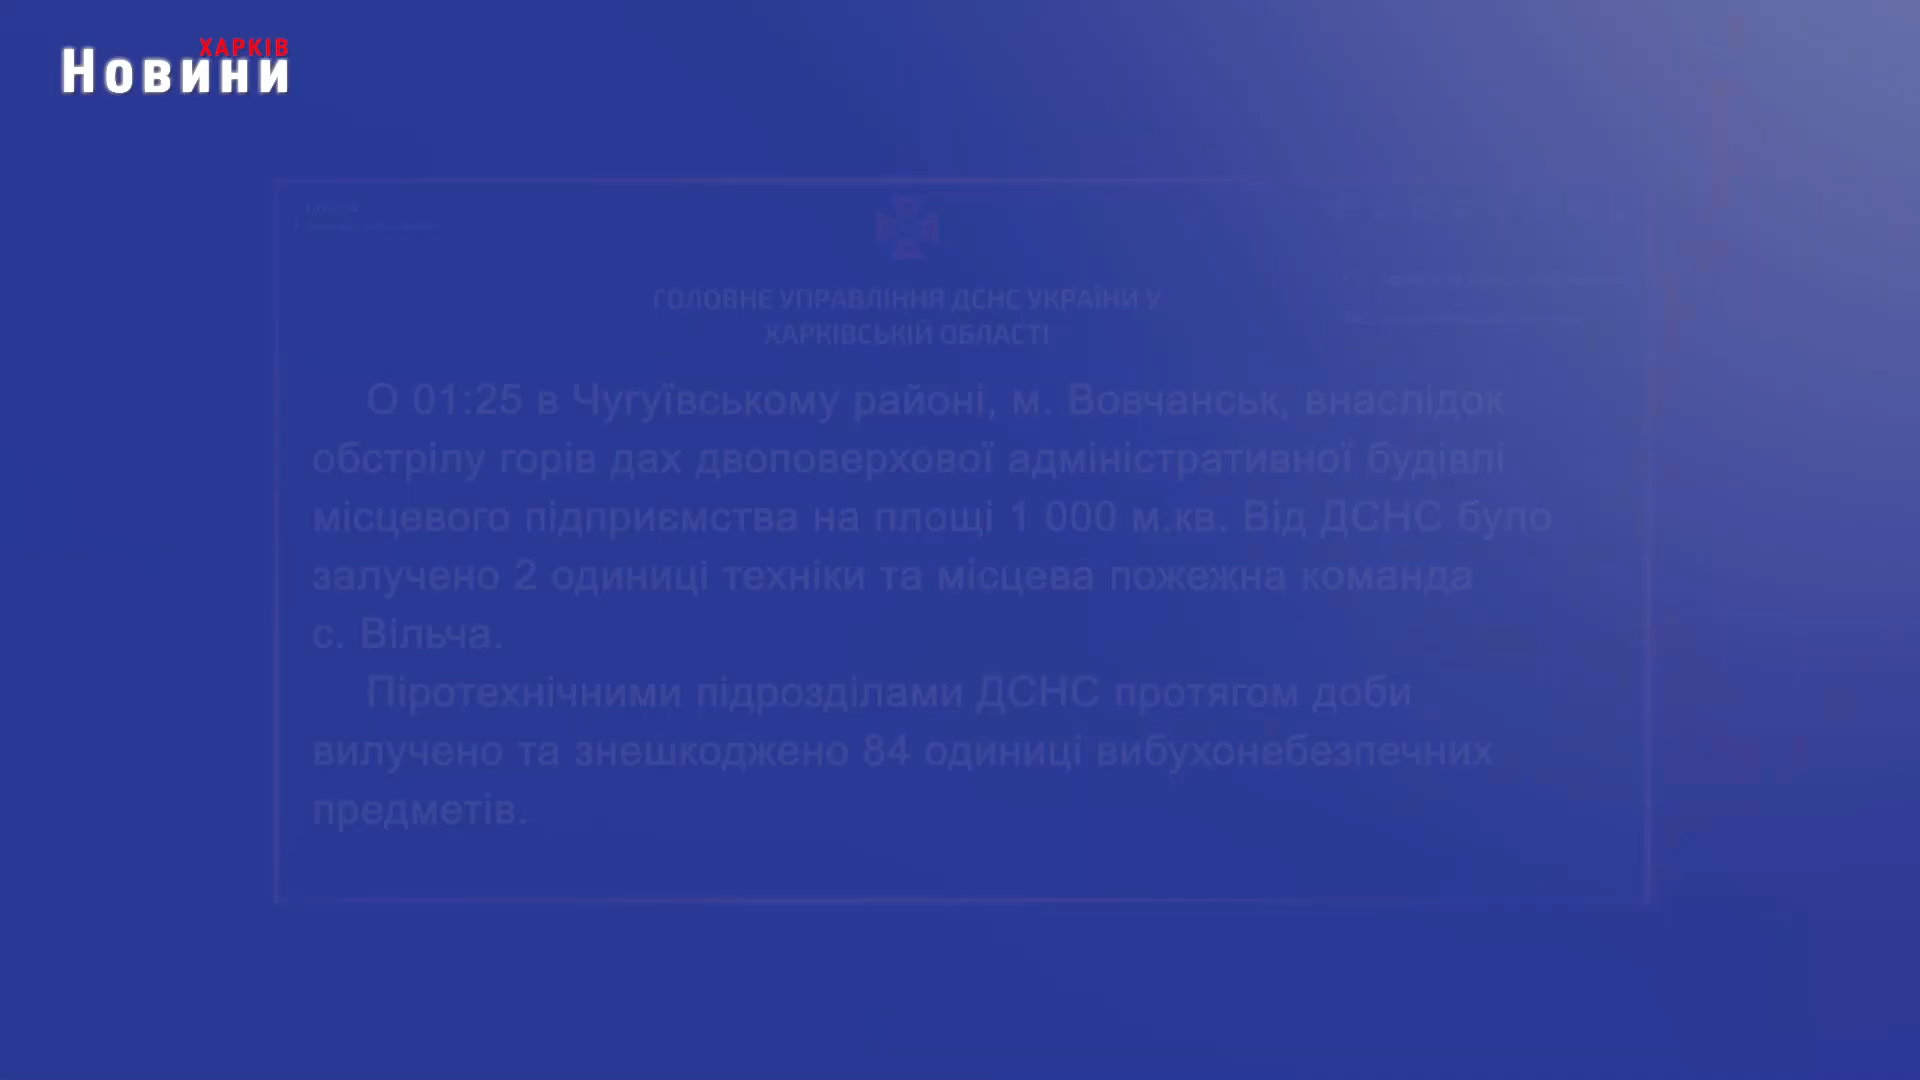 ХАРКІВ
Новини
ГОЛОВНЕ УПРАВЛІННЯ ДСНС УКРАЇНИ У
ХАРКІВСЬКІЙ ОБЛАСТІ
О 01:25 в Чугуївському районі, м. Вовчанськ, внаслідок
обстрілу горів дах двоповерхової адміністративної будівлі
місцевого підприємства на площі 1 000 м.кв. Від ДСНС було
залучено 2 одиниці техніки та місцева пожежна команда
с. Вільча.
Піротехнічними підрозділами ДСНС протягом доби
вилучено та знешкоджено 84 одиниці вибухонебезпечних
предметів.